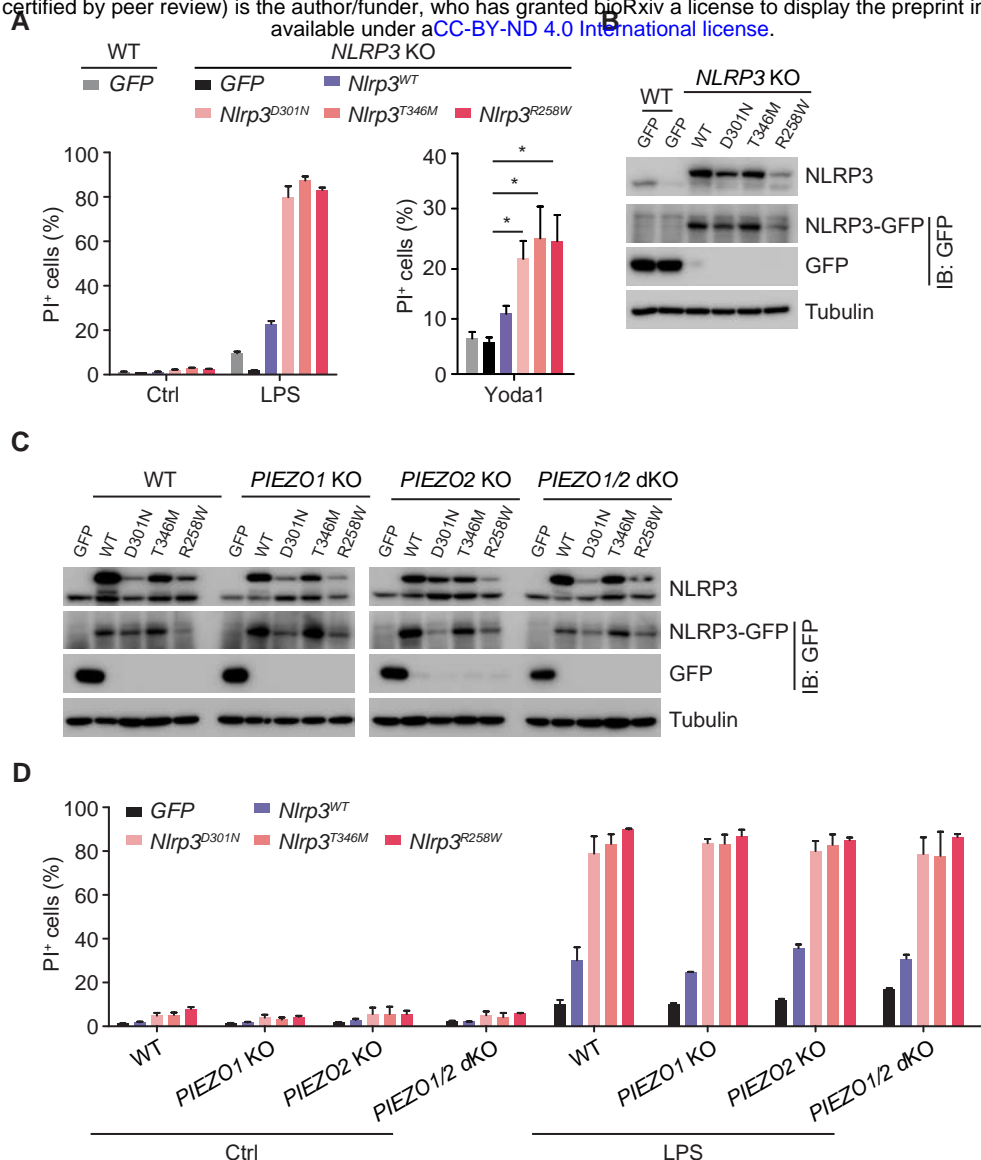 certified by peer review) is the author/funder, who has granted bioRxiv a license to display the preprint in
available under aCC-BY-ND 4.0 International license.
A
WT
NLRP3 KO
GFP
GFP
Nlrp3WT
Nlrp3D301N
Nlrp3T346M
Nlrp3R258W
PI+ cells (%)
100
80
60
40
20
0
Ctrl
LPS
PI+ cells (%)
40
30
20
10
0
*
*
*
Yoda1
B
WT
NLRP3 KO
GFP
GFP
WT
D301N
T346M
R258W
NLRP3
NLRP3-GFP
GFP
IB: GFP
Tubulin
C
WT
PIEZO1 KO
PIEZO2 KO
PIEZO1/2 dKO
GFP WT D301N T346M R258W
GFP WT D301N T346M R258W
GFP WT D301N T346M R258W
GFP WT D301N T346M R258W
NLRP3
NLRP3-GFP
GFP
IB: GFP
Tubulin
D
GFP
Nlrp3WT
Nlrp3D301N
Nlrp3T346M
Nlrp3R258W
PI+ cells (%)
100
80
60
40
20
0
WT
PIEZO1 KO
PIEZO2 KO
PIEZO1/2 dKO
WT
PIEZO1 KO
PIEZO2 KO
PIEZO1/2 dKO
Ctrl
LPS